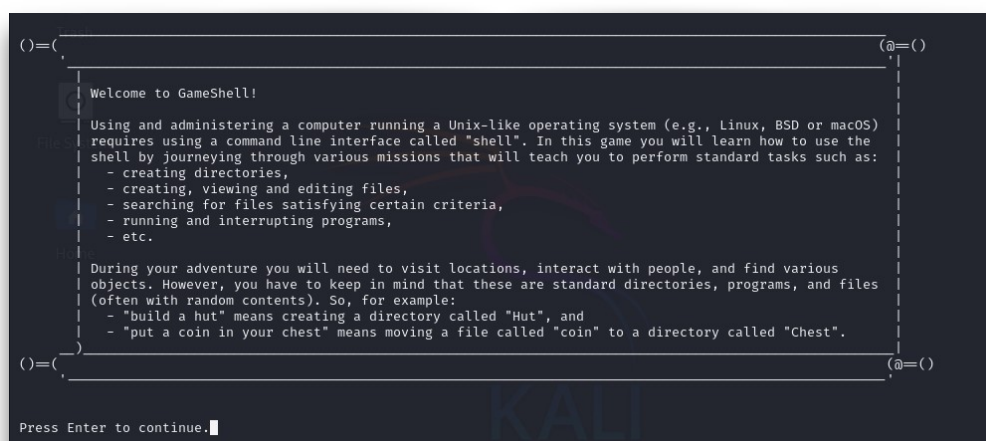 Trash
()=( (@=()
Welcome to GameShell!
Using and administering a computer running a Unix-like operating system (e.g., Linux, BSD or macOS)
requires using a command line interface called "shell". In this game you will learn how to use the
shell by journeying through various missions that will teach you to perform standard tasks such as:
- creating directories,
- creating, viewing and editing files,
- searching for files satisfying certain criteria,
- running and interrupting programs,
- etc.
Home
During your adventure you will need to visit locations, interact with people, and find various
objects. However, you have to keep in mind that these are standard directories, programs, and files
(often with random contents). So, for example:
- "build a hut" means creating a directory called "Hut", and
- "put a coin in your chest" means moving a file called "coin" to a directory called "Chest".
()=( (@=()
KALI
Press Enter to continue.